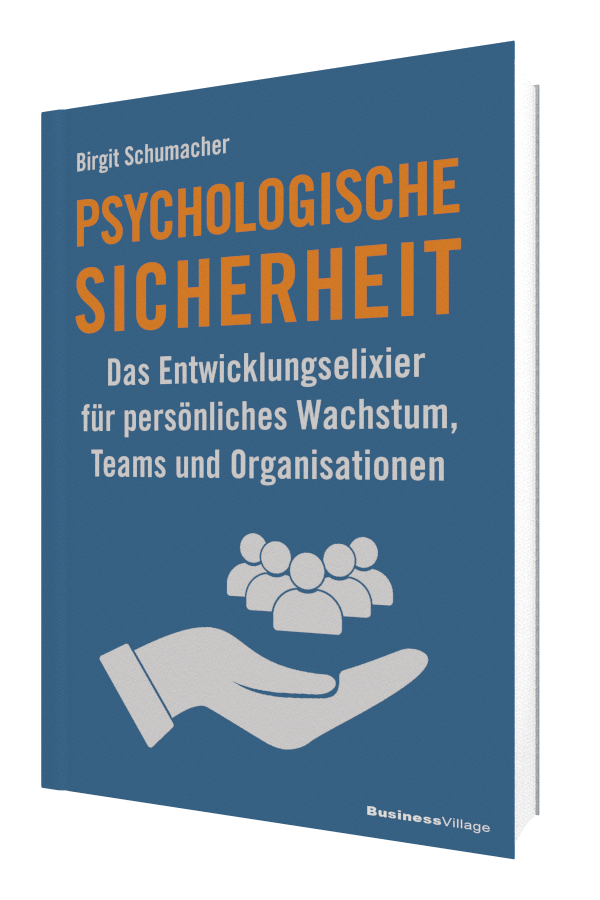 Birgit Schumacher
PSYCHOLOGISCHE
SICHERHEIT
Das Entwicklungselixier
für persönliches Wachstum,
Teams und Organisationen
BusinessVillage